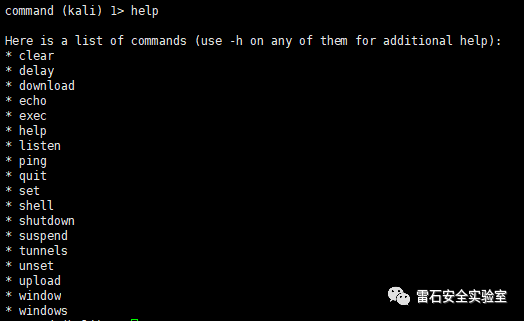 command (kali) 1> help
Here is a list of commands (use -h on any of them for additional help):
* clear
* delay
* download
* echo
* exec
* help
* listen
* ping
* quit
* set
* shell
* shutdown
* suspend
* tunnels
* unset
* upload
* window
* windows
雷石安全实验室